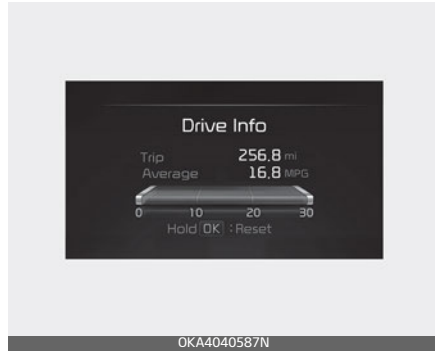 Drive Info
Trip 256.8 mi
Average 16.8 MPG
0 10 20 30
Hold OK : Reset
OKA4040587N